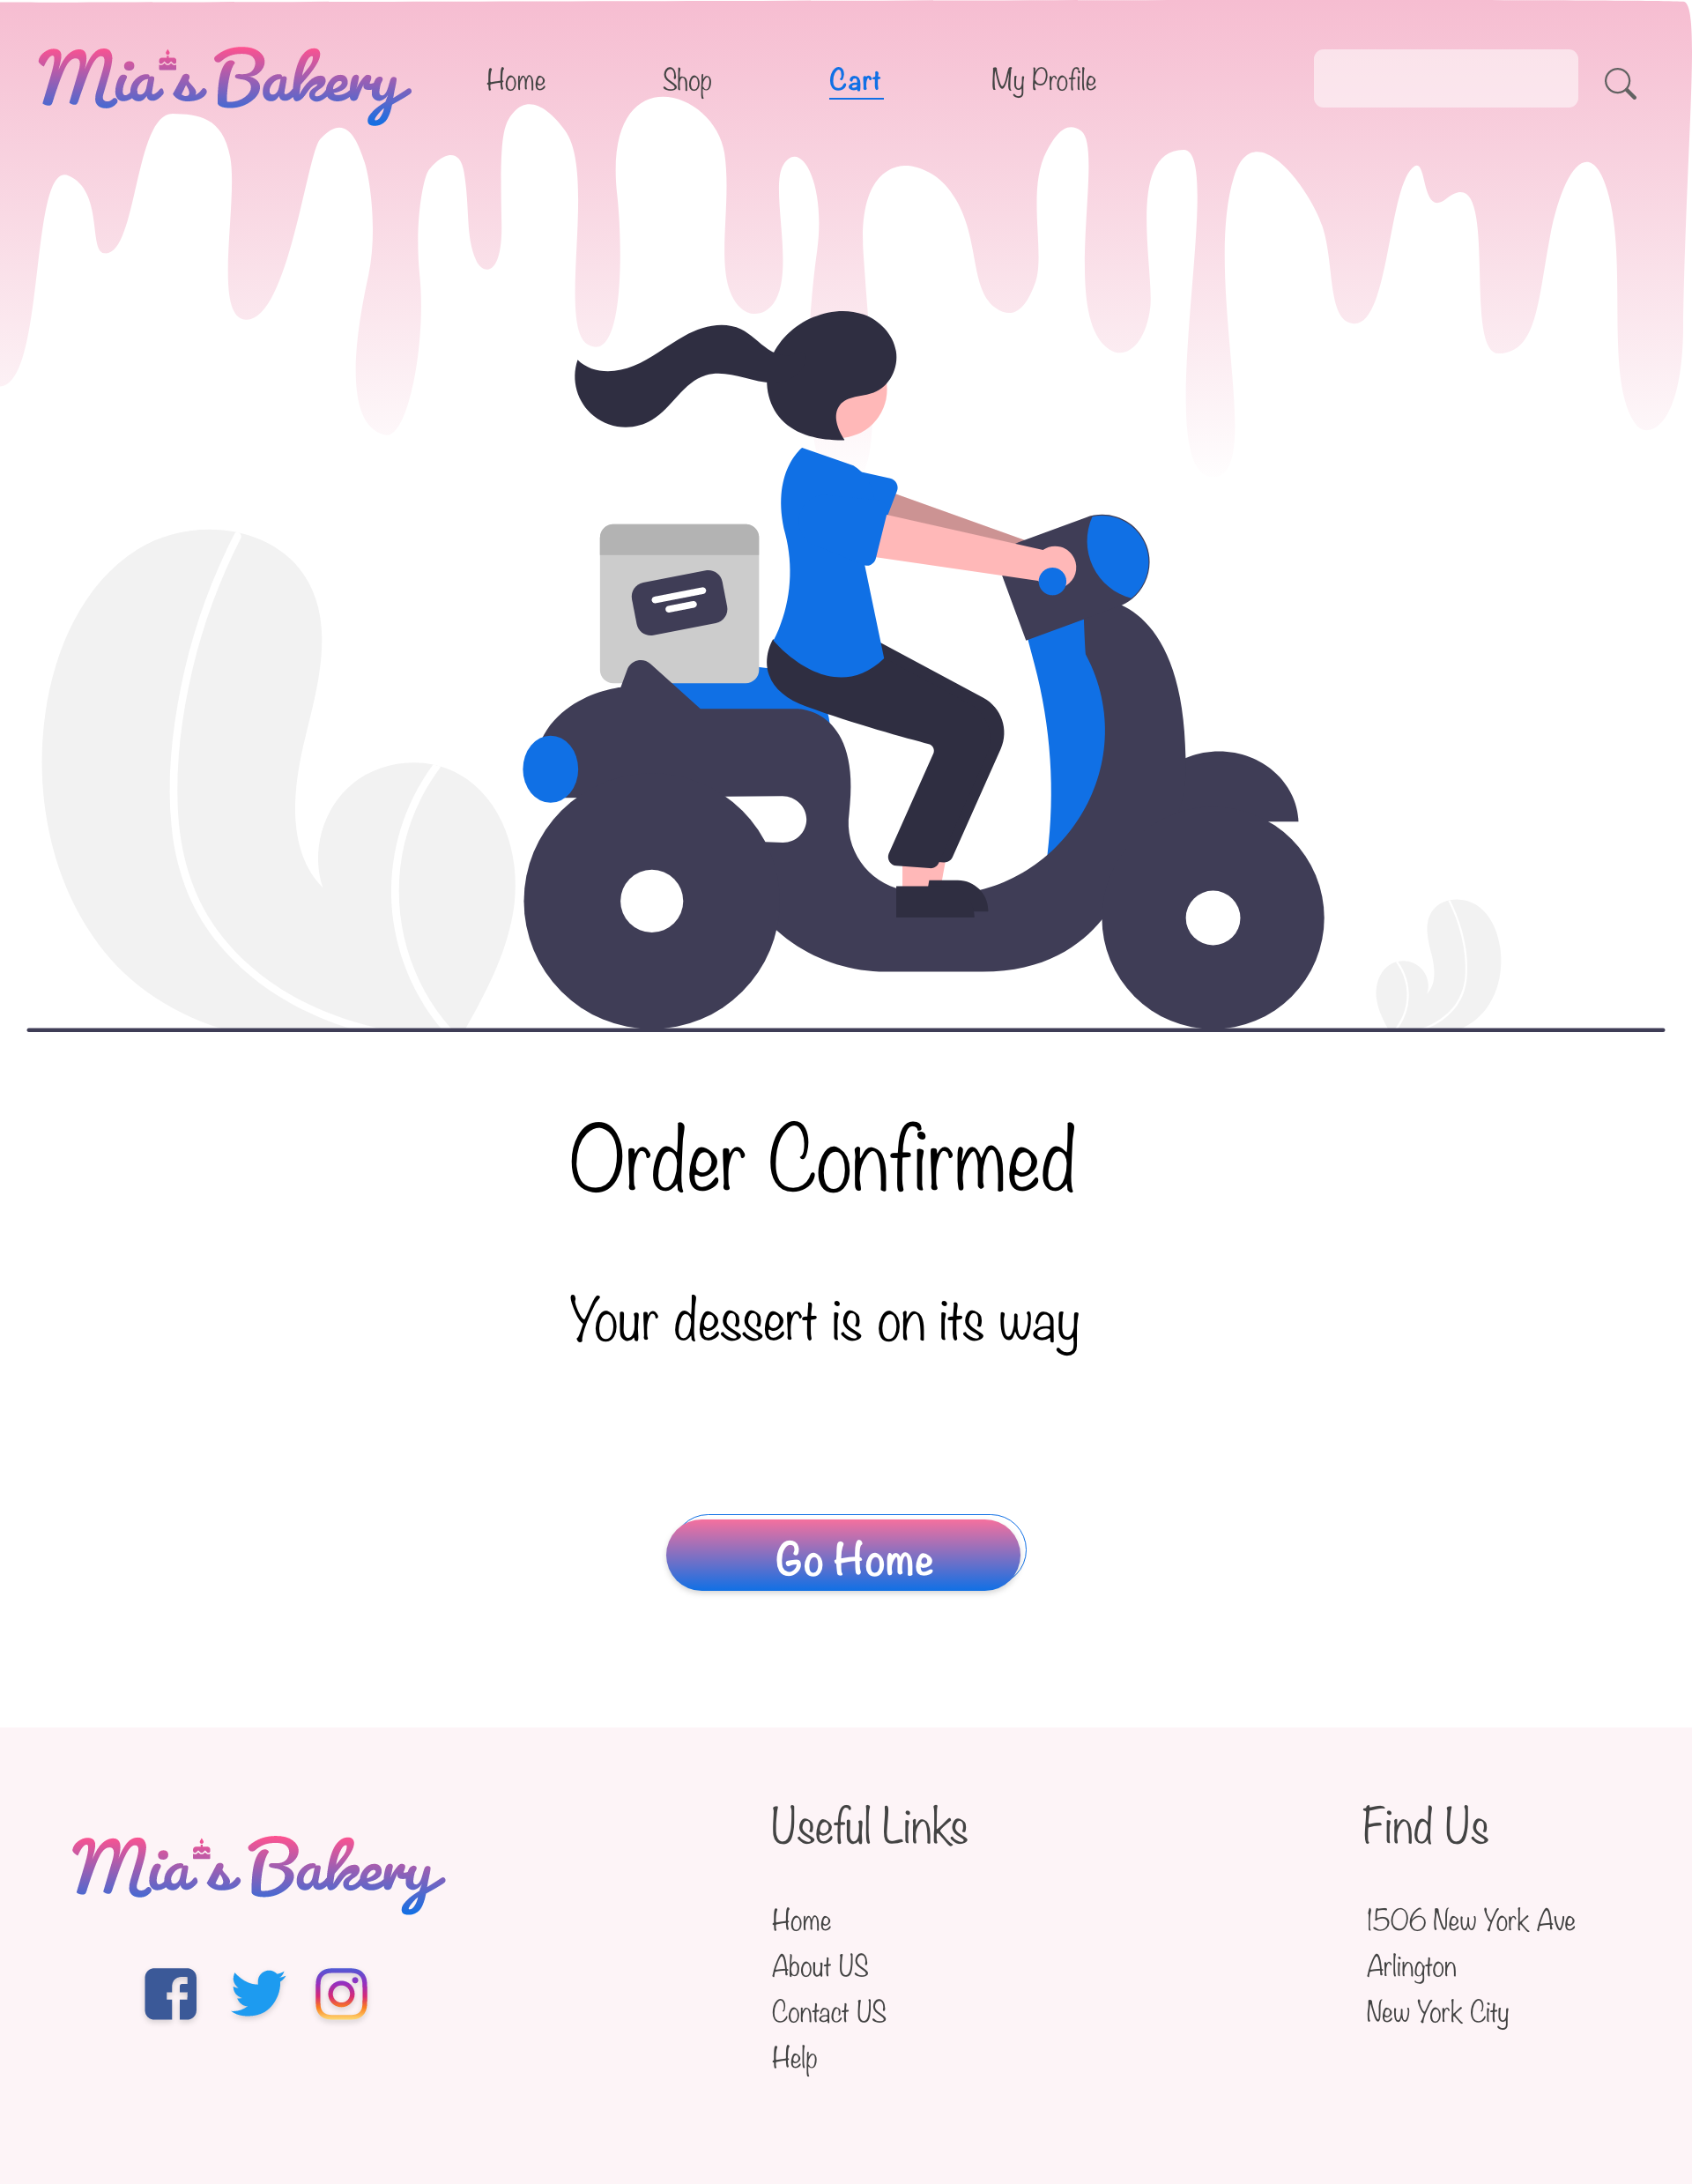 Mia's Bakery
Home Shop Cart My Profile
Order Confirmed
Your dessert is on its way
Go Home
Mia's Bakery
Useful Links
Home
About US
Contact US
Help
Find Us
1506 New York Ave
Arlington
New York City